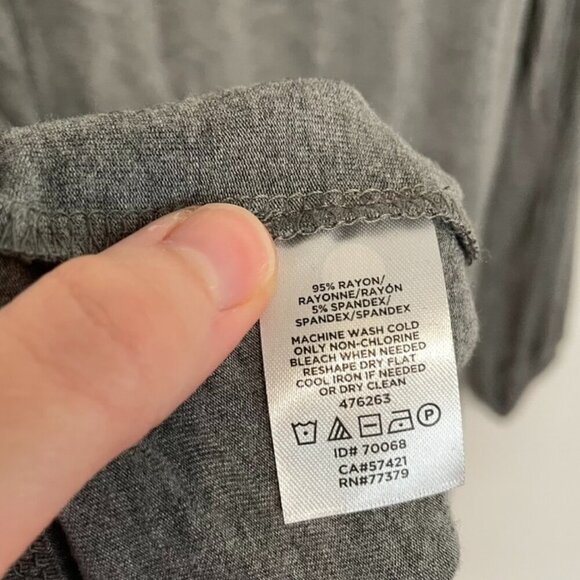 95% RAYON/
RAYONNE/RAYÓN
5% SPANDEX/
SPANDEX/SPANDEX
MACHINE WASH COLD
ONLY NON-CHLORINE
BLEACH WHEN NEEDED
RESHAPE DRY FLAT
COOL IRON IF NEEDED
OR DRY CLEAN
476263
P
ID# 70068
CA#57421
RN#77379